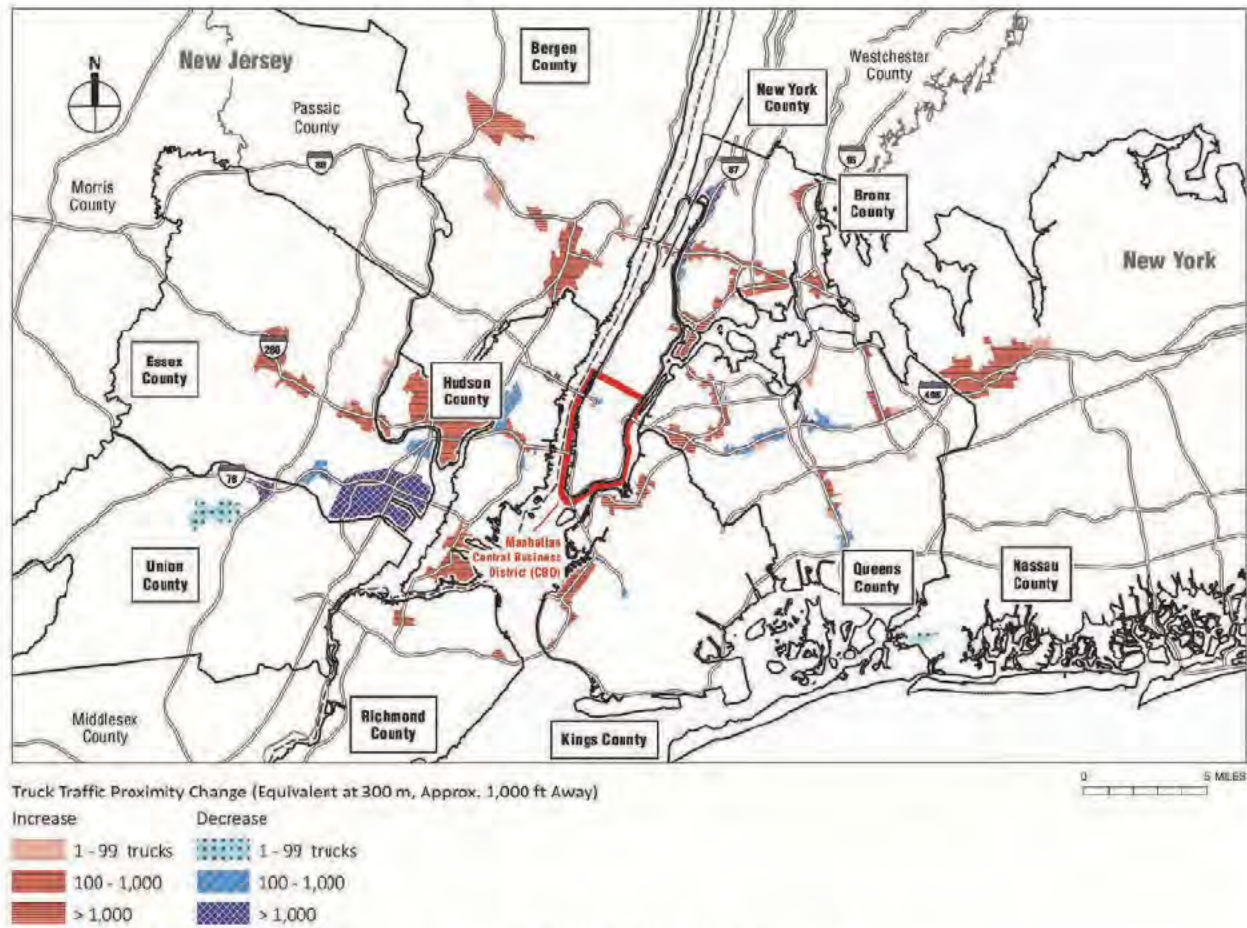 New Jersey
Bergen
County
Westchester
County
New York
County
N
Passaic
County
80
95
87
Morris
County
Bronx
County
New York
280
Essex
County
Hudson
County
495
78
Manhattan
Central Business
District (CBD)
Union
County
Queens
County
Nassau
County
Middlesex
County
Richmond
County
Kings County
Truck Traffic Proximity Change (Equivalent at 300 m, Approx. 1,000 ft Away)
0 5 MILES
Increase Decrease
1 - 99 trucks 1 - 99 trucks
100 - 1,000 100 - 1,000
> 1,000 > 1,000